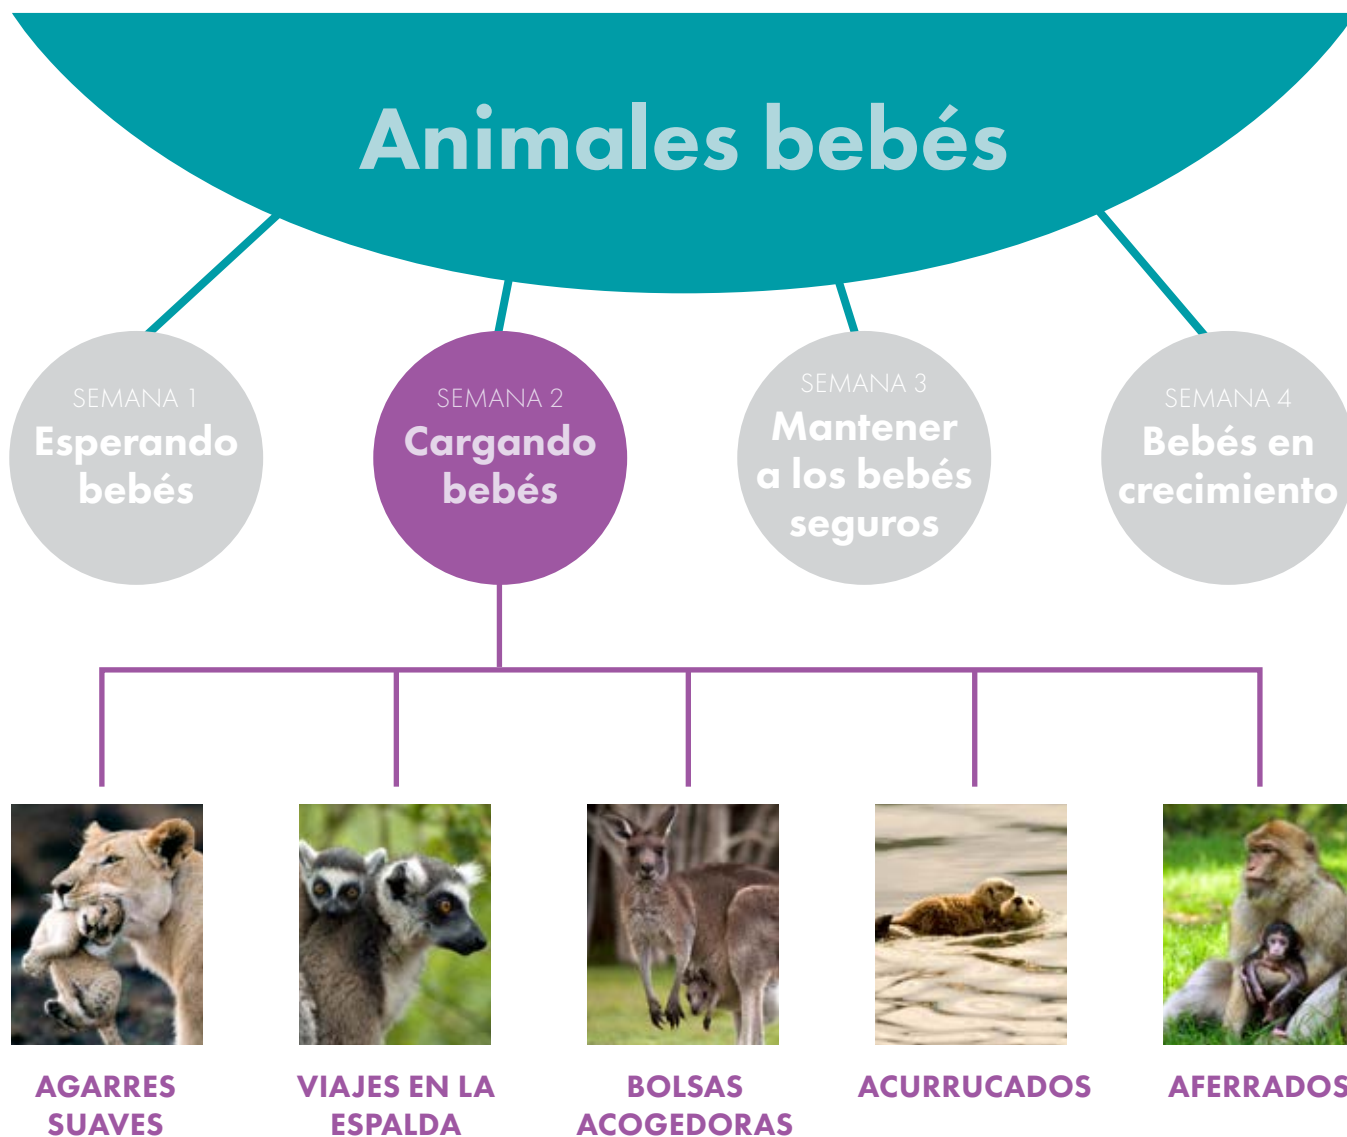 Animales bebés
SEMANA 1
Esperando
bebés
SEMANA 2
Cargando
bebés
SEMANA 3
Mantener
a los bebés
seguros
SEMANA 4
Bebés en
crecimiento
AGARRES
SUAVES
VIAJES EN LA
ESPALDA
BOLSAS
ACOGEDORAS
ACURRUCADOS
AFERRADOS